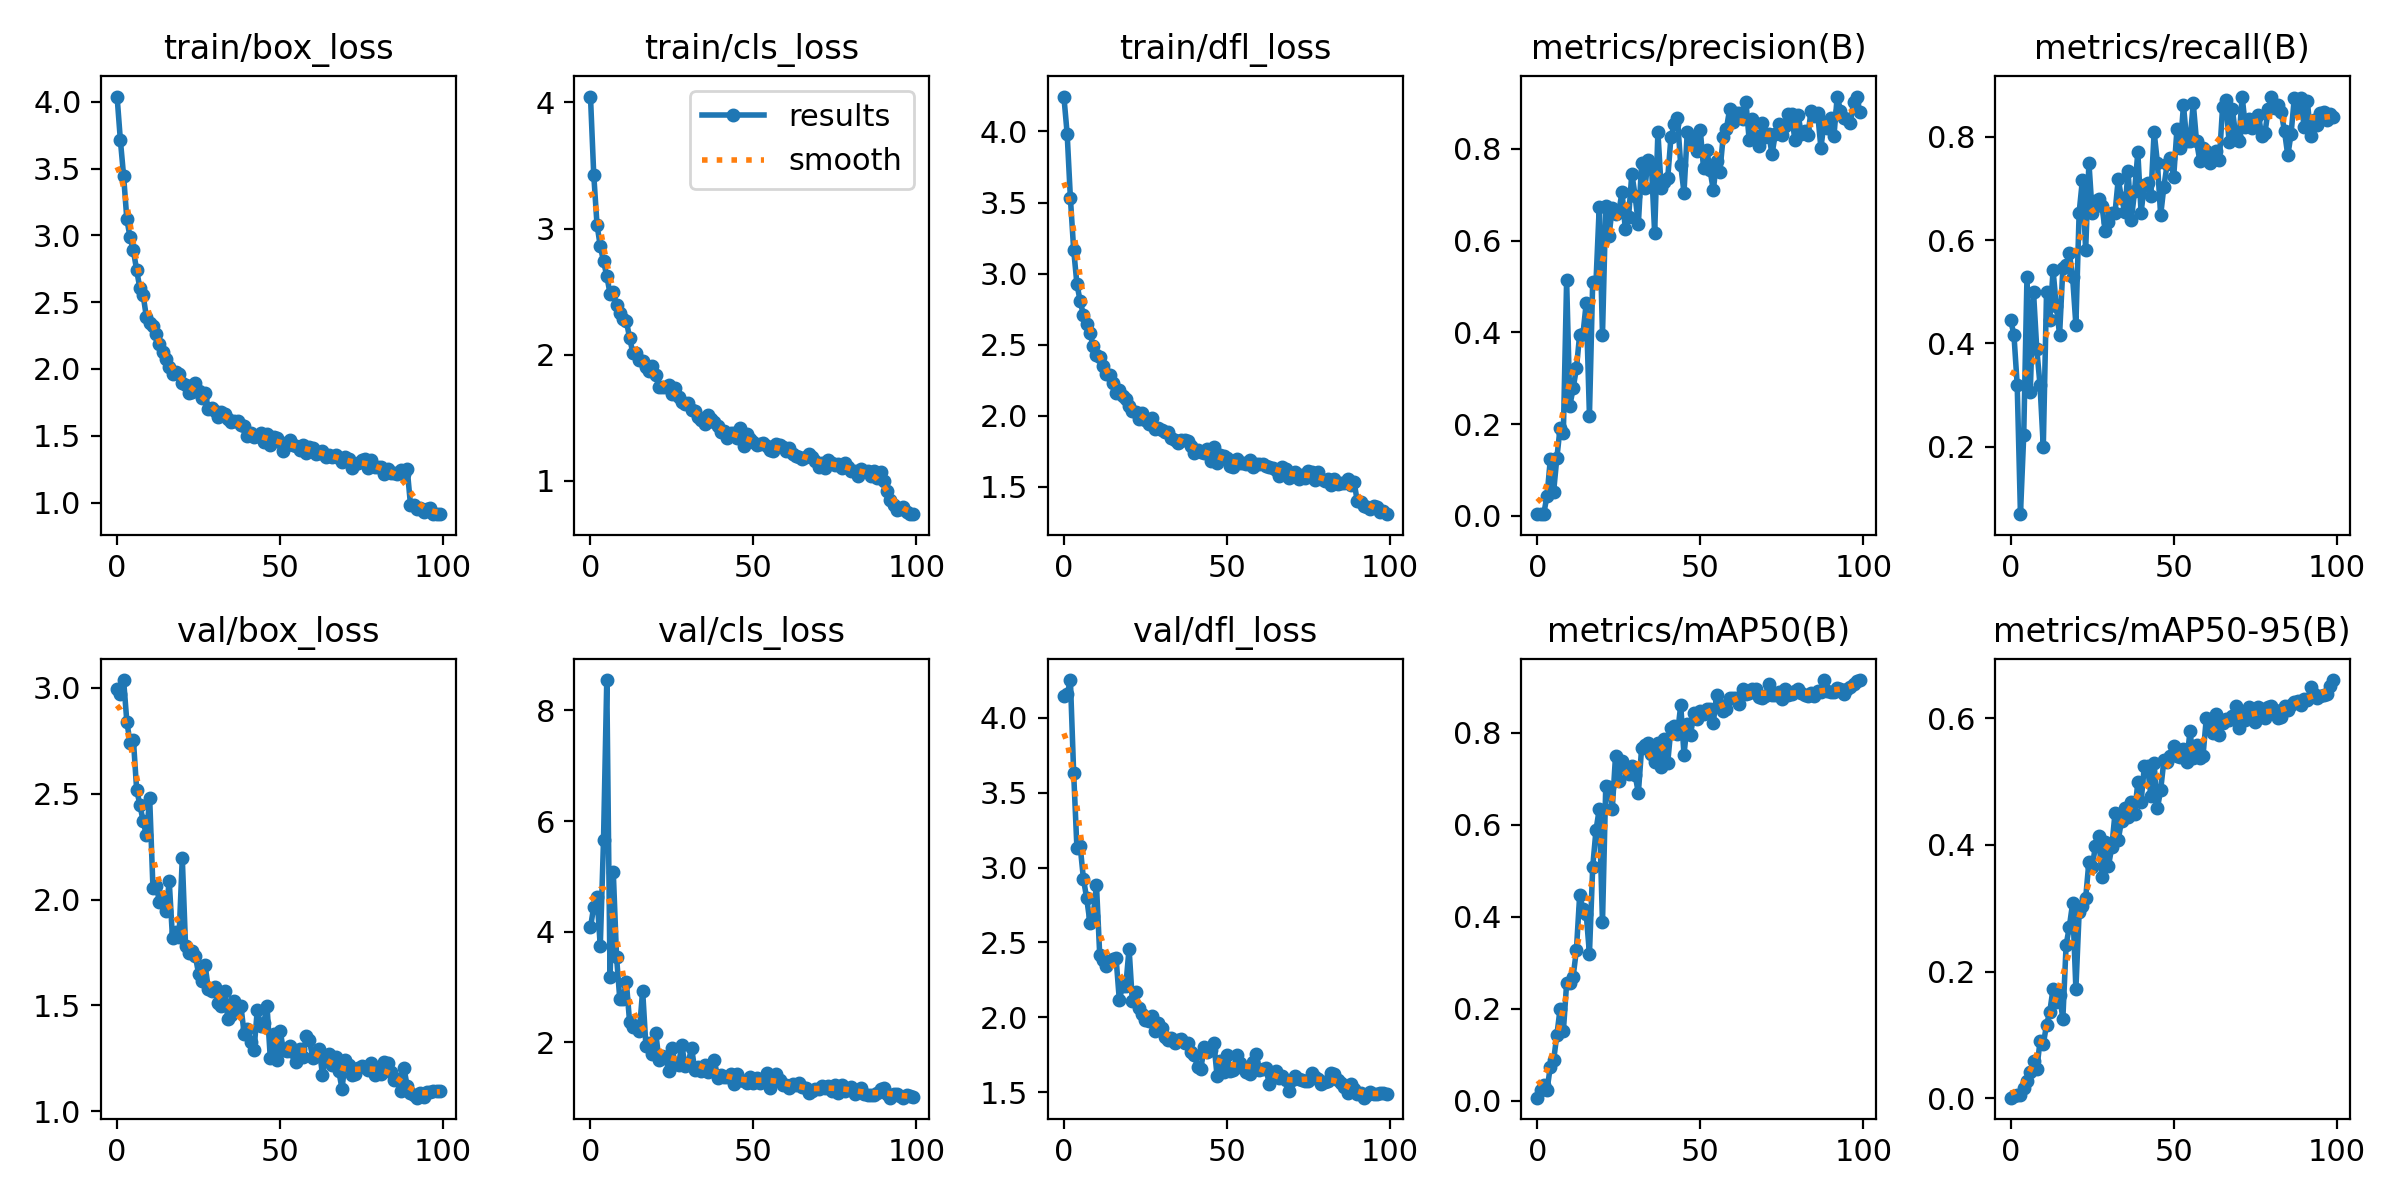 train/box_loss
4.0
3.5
3.0
2.5
2.0
1.5
1.0
0 50 100
train/cls_loss
results
smooth
4
3
2
1
0 50 100
train/dfl_loss
4.0
3.5
3.0
2.5
2.0
1.5
0 50 100
metrics/precision(B)
0.8
0.6
0.4
0.2
0.0
0 50 100
metrics/recall(B)
0.8
0.6
0.4
0.2
0 50 100
val/box_loss
3.0
2.5
2.0
1.5
1.0
0 50 100
val/cls_loss
8
6
4
2
0 50 100
val/dfl_loss
4.0
3.5
3.0
2.5
2.0
1.5
0 50 100
metrics/mAP50(B)
0.8
0.6
0.4
0.2
0.0
0 50 100
metrics/mAP50-95(B)
0.6
0.4
0.2
0.0
0 50 100